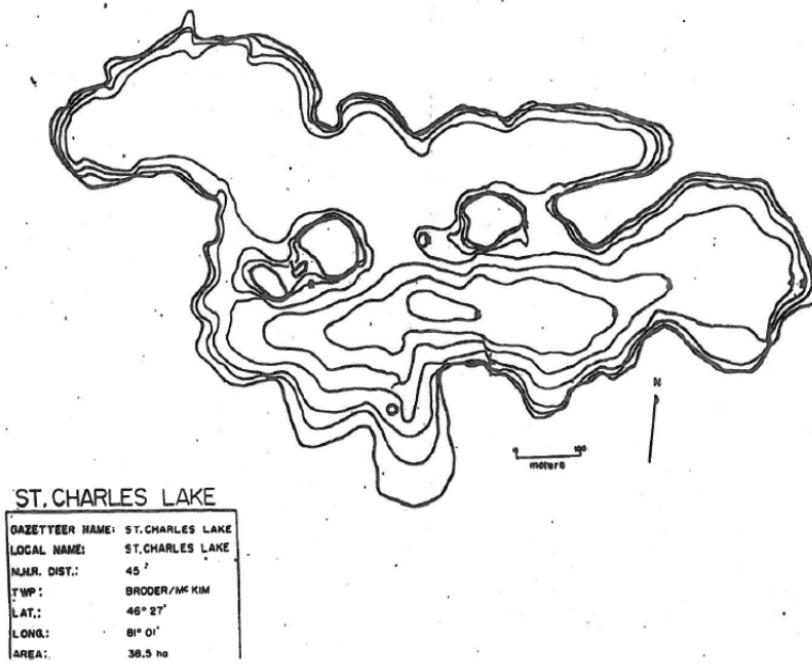 N
0 100
meters
ST. CHARLES LAKE
GAZETTEER NAME: ST. CHARLES LAKE
LOCAL NAME: ST. CHARLES LAKE
M.N.R. DIST.: 45
TWP: BRODER/McKIM
LAT.: 46° 27'
LONG.: 81° 01'
AREA: 38.5 ha